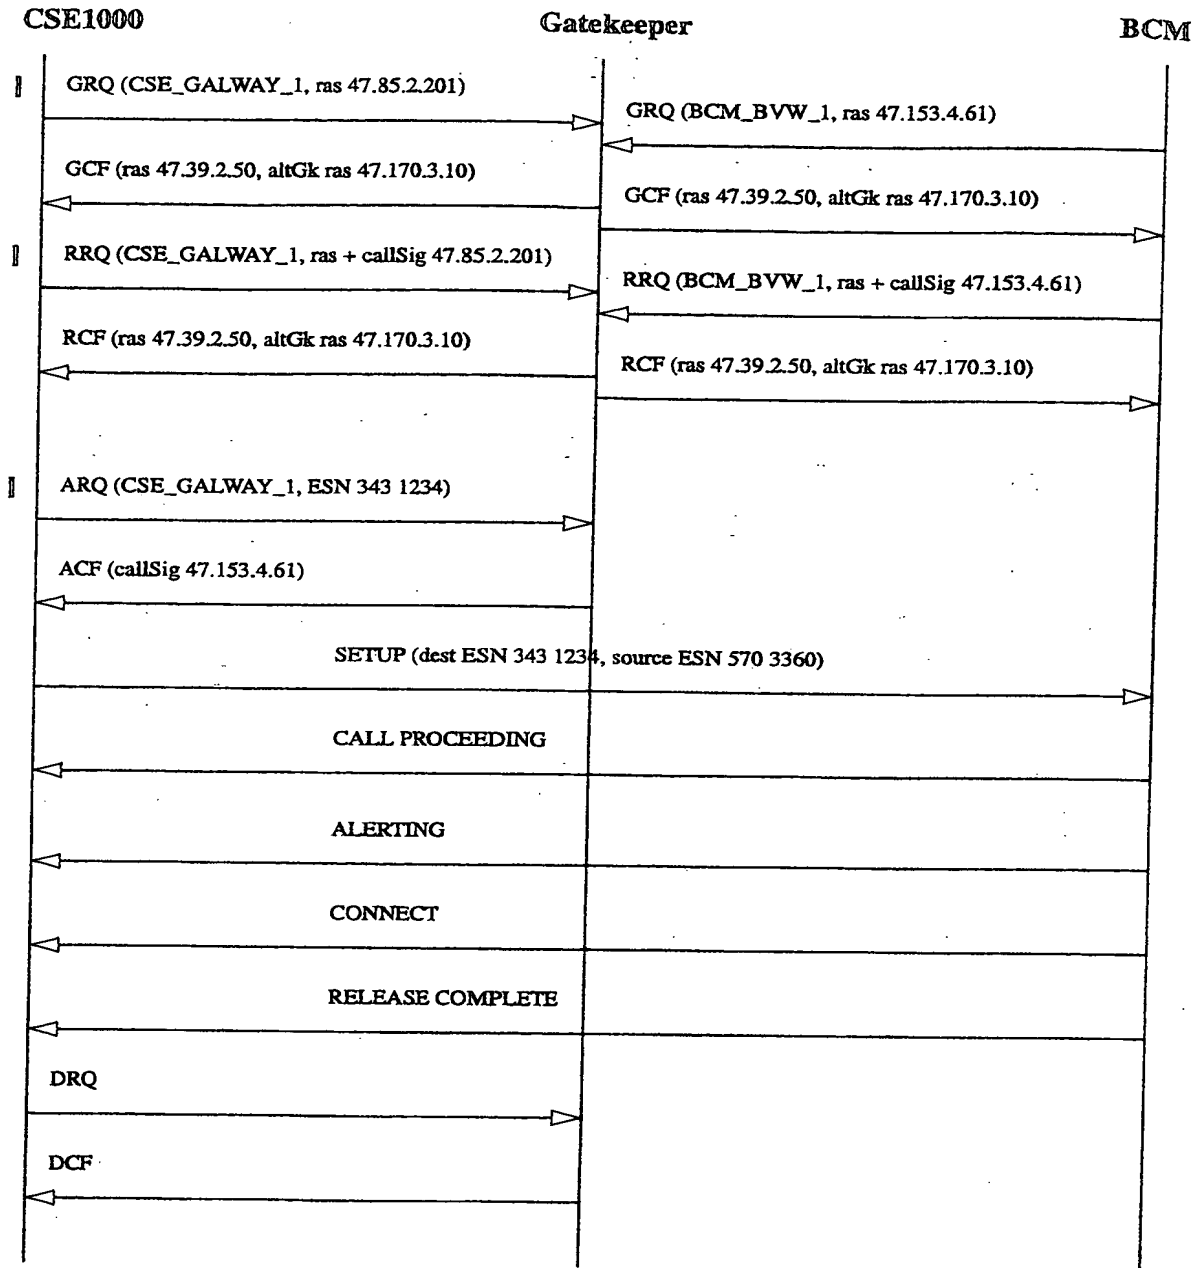 CSE1000
Gatekeeper
BCM
GRQ (CSE_GALWAY_1, ras 47.85.2.201)
GRQ (BCM_BVW_1, ras 47.153.4.61)
GCF (ras 47.39.2.50, altGk ras 47.170.3.10)
GCF (ras 47.39.2.50, altGk ras 47.170.3.10)
RRQ (CSE_GALWAY_1, ras + callSig 47.85.2.201)
RRQ (BCM_BVW_1, ras + callSig 47.153.4.61)
RCF (ras 47.39.2.50, altGk ras 47.170.3.10)
RCF (ras 47.39.2.50, altGk ras 47.170.3.10)
ARQ (CSE_GALWAY_1, ESN 343 1234)
ACF (callSig 47.153.4.61)
SETUP (dest ESN 343 1234, source ESN 570 3360)
CALL PROCEEDING
ALERTING
CONNECT
RELEASE COMPLETE
DRQ
DCF